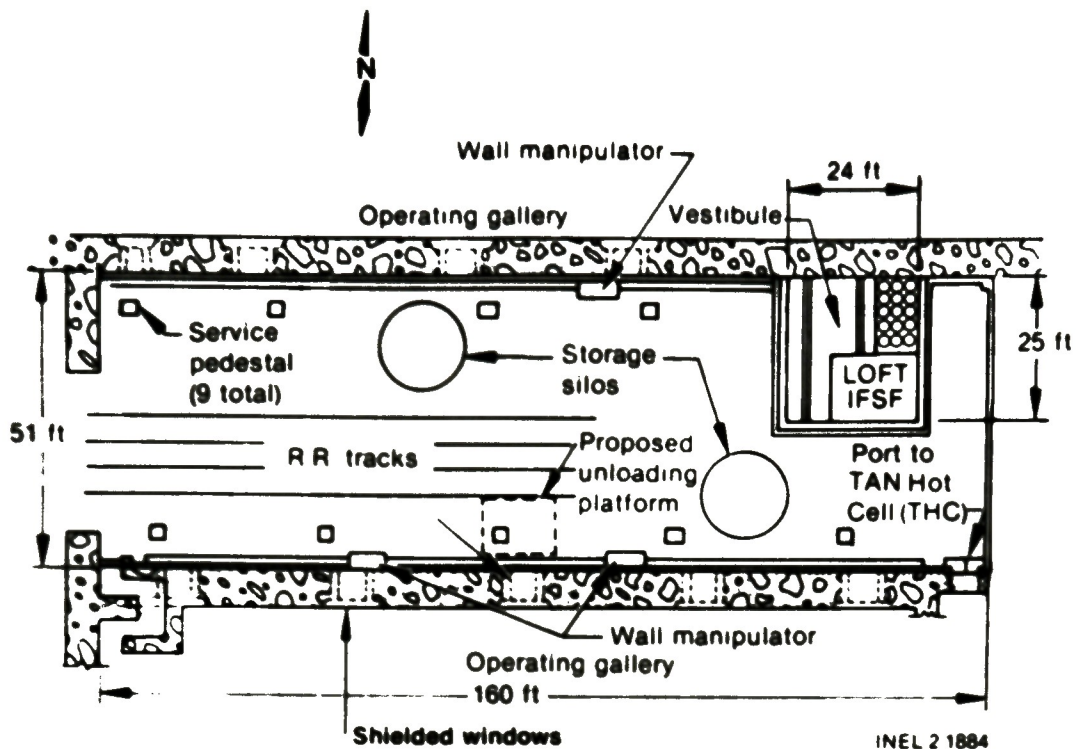 N
Wall manipulator
24 ft
Operating gallery
Vestibule
Service
pedestal
(9 total)
Storage
silos
LOFT
IFSF
25 ft
51 ft
R R tracks
Proposed
unloading
platform
Port to
TAN Hot
Cell (THC)
Wall manipulator
Operating gallery
160 ft
Shielded windows
INEL 2 1884